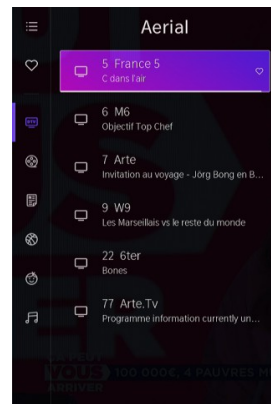 Aerial
5 France 5
C dans l'air
6 M6
Objectif Top Chef
7 Arte
Invitation au voyage - Jörg Bong en B...
9 W9
Les Marseillais vs le reste du monde
22 6ter
Bones
77 Arte.Tv
Programme information currently un...
VOUS 100 000€, 4 PAUVRES
ARRIVER